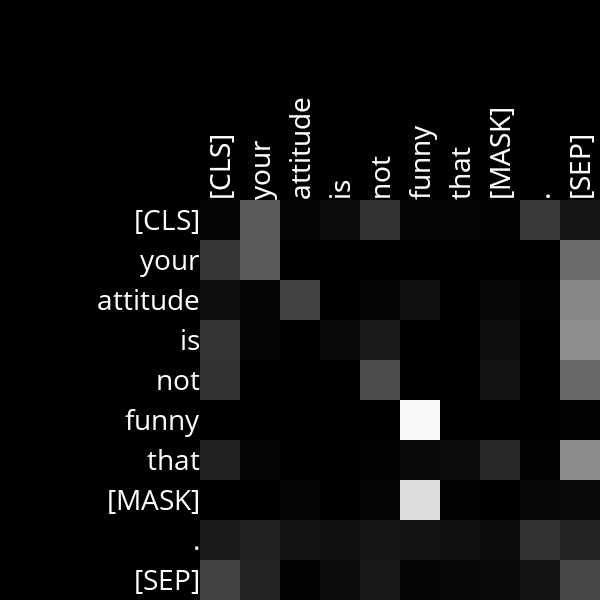 [CLS] your attitude is not funny that [MASK] . [SEP]
[CLS]
your
attitude
is
not
funny
that
[MASK]
.
[SEP]